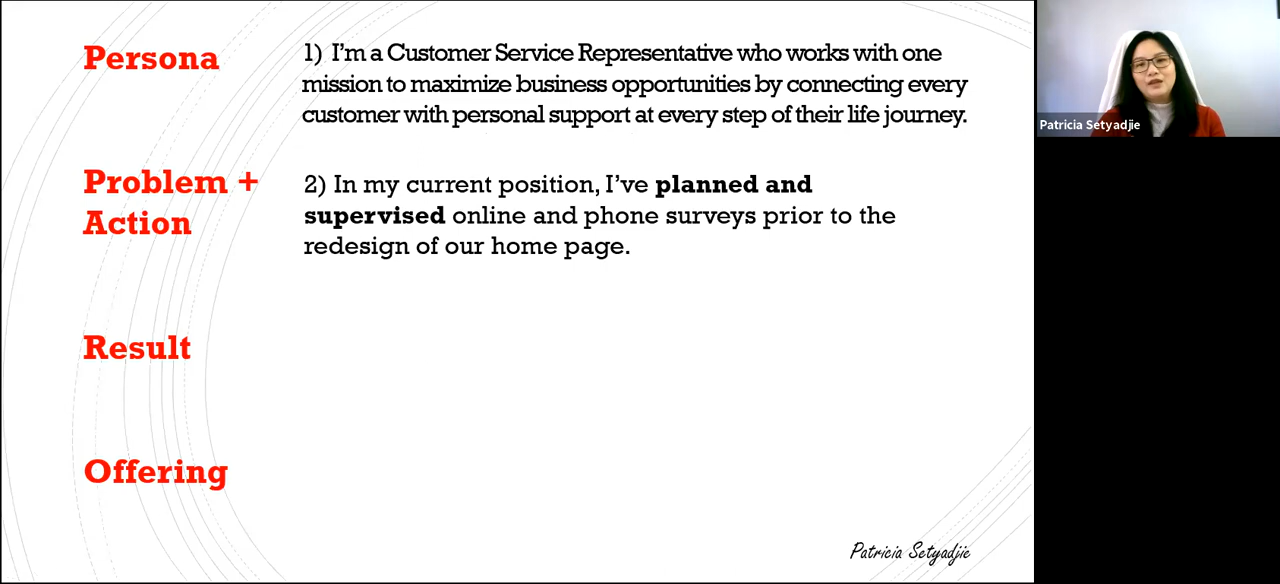 Persona
1) I'm a Customer Service Representative who works with one
mission to maximize business opportunities by connecting every
customer with personal support at every step of their life journey.
Problem +
Action
2) In my current position, I've planned and
supervised online and phone surveys prior to the
redesign of our home page.
Result
Offering
Patricia Setyadjie
Patricia Setyadjie